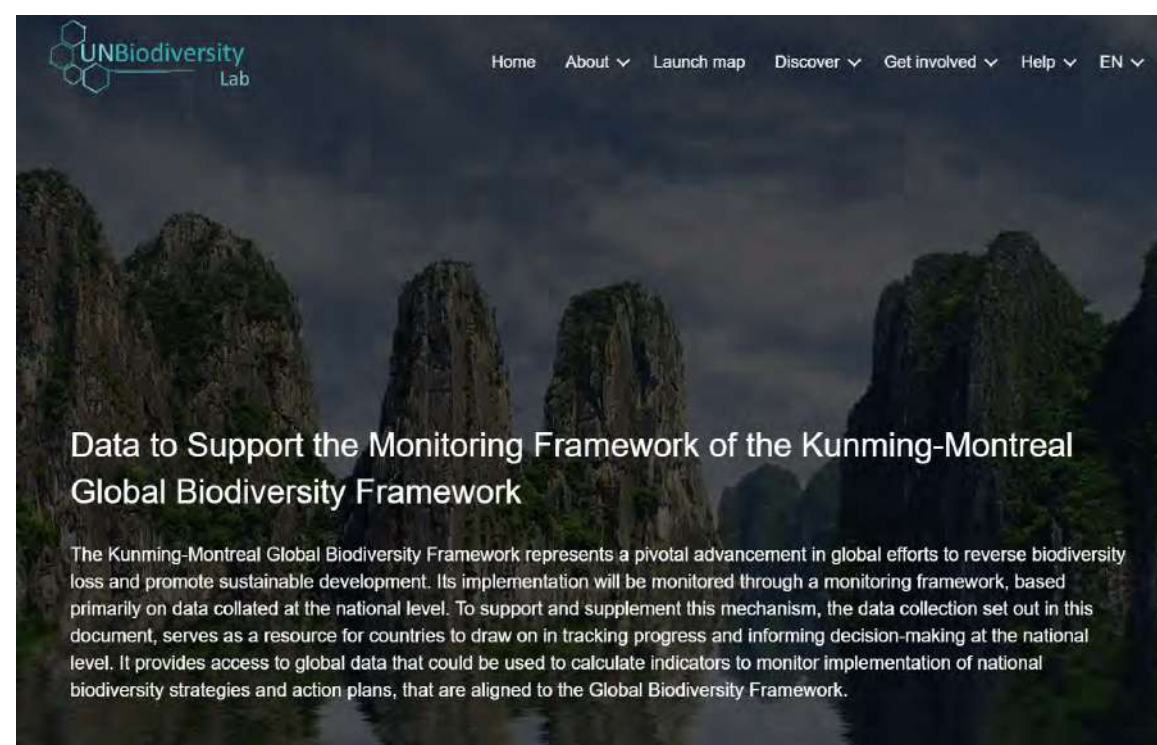 UNBiodiversity
Lab
Home About Launch map Discover Get involved Help EN
Data to Support the Monitoring Framework of the Kunming-Montreal
Global Biodiversity Framework
The Kunming-Montreal Global Biodiversity Framework represents a pivotal advancement in global efforts to reverse biodiversity
loss and promote sustainable development. Its implementation will be monitored through a monitoring framework, based
primarily on data collated at the national level. To support and supplement this mechanism, the data collection set out in this
document, serves as a resource for countries to draw on in tracking progress and informing decision-making at the national
level. It provides access to global data that could be used to calculate indicators to monitor implementation of national
biodiversity strategies and action plans, that are aligned to the Global Biodiversity Framework.